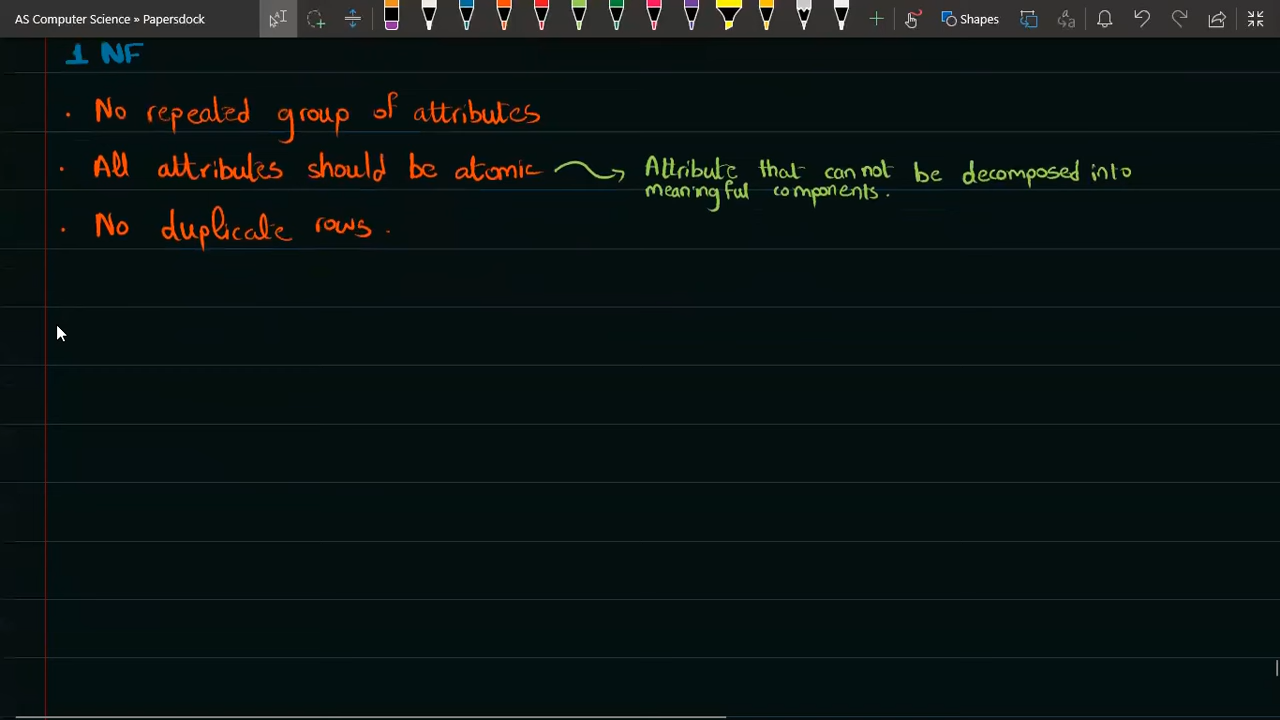 AS Computer Science » Papersdock
Shapes
1 NF
. No repeated group of attributes
. All attributes should be atomic
Attribute that can not be decomposed into
meaningful components.
. No duplicate rows.